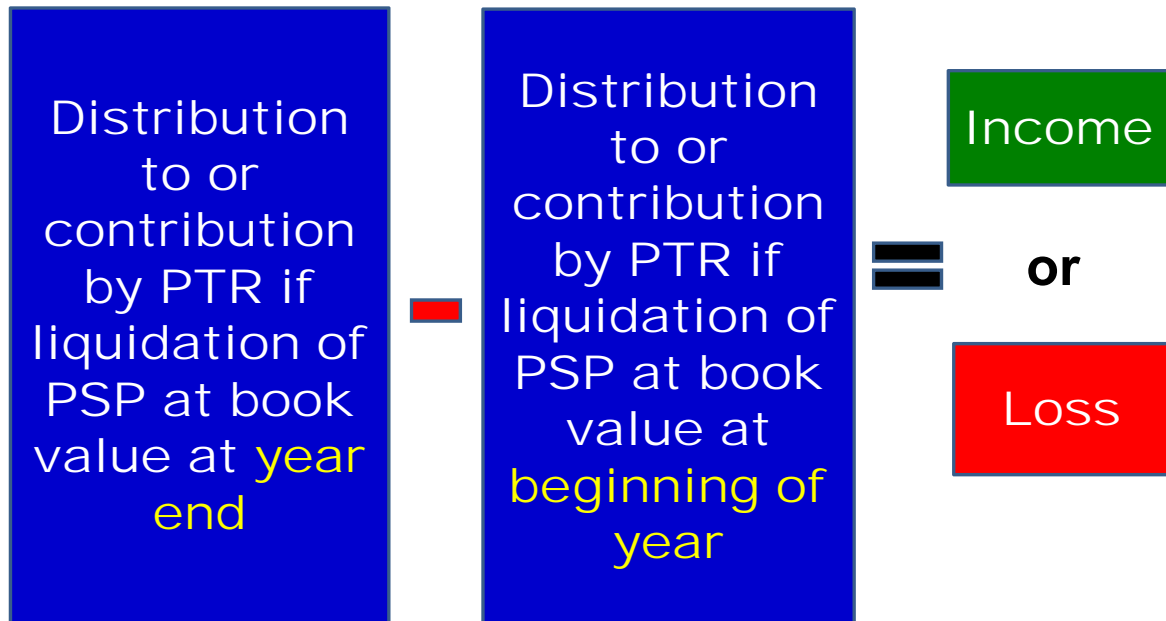 Distribution
to or
contribution
by PTR if
liquidation of
PSP at book
value at year
end
Distribution
to or
contribution
by PTR if
liquidation of
PSP at book
value at
beginning of
year
Income
or
Loss